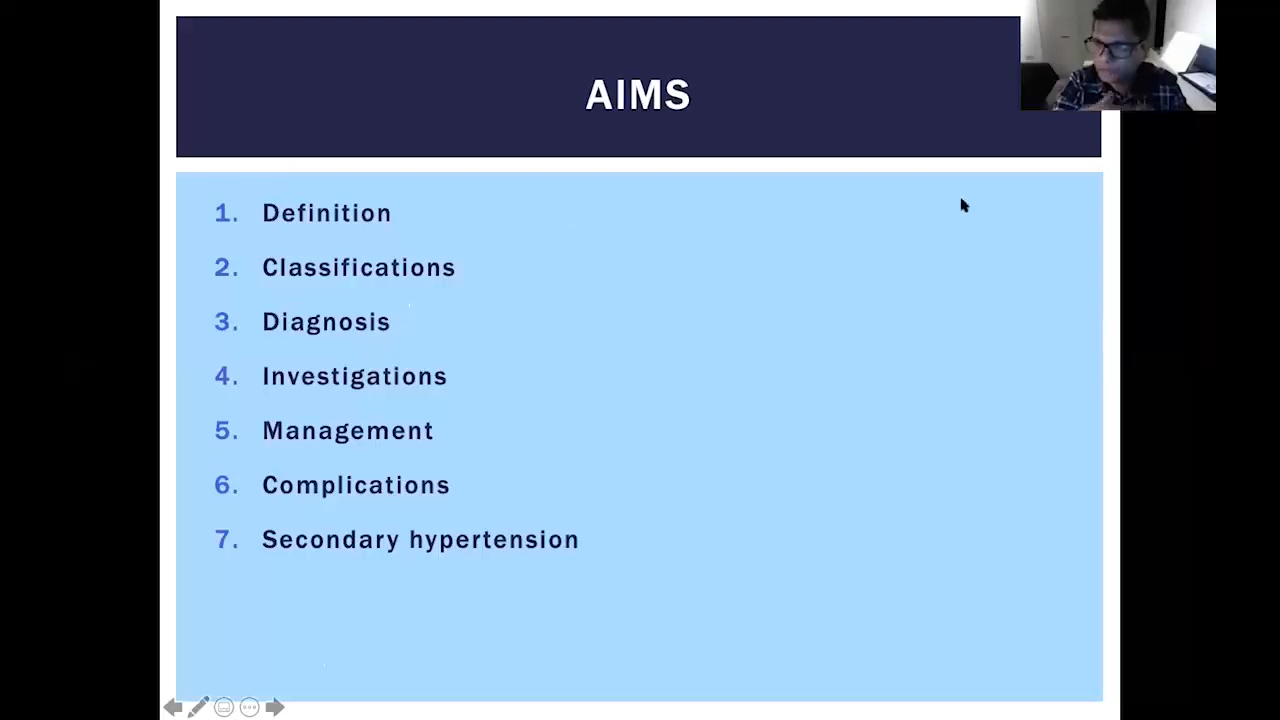 AIMS
1. Definition
2. Classifications
3. Diagnosis
4. Investigations
5. Management
6. Complications
7. Secondary hypertension